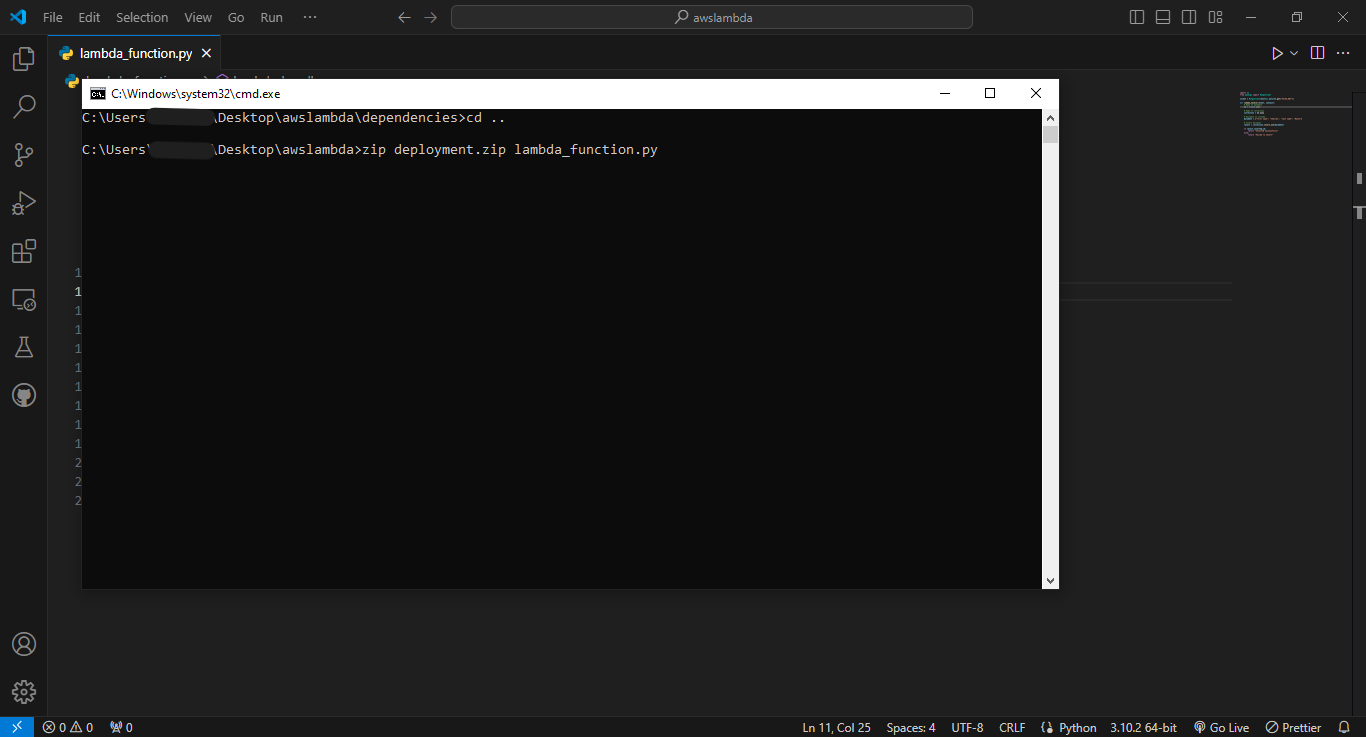 File Edit Selection View Go Run ··· awslambda
lambda_function.py
C:\Windows\system32\cmd.exe
C:\Users \Desktop\awslambda\dependencies>cd ..
C:\Users\ \Desktop\awslambda>zip deployment.zip lambda_function.py
1
1
1
1
1
1
1
1
1
1
2
2
2
0 0 0 Ln 11, Col 25 Spaces: 4 UTF-8 CRLF Python 3.10.2 64-bit Go Live Prettier